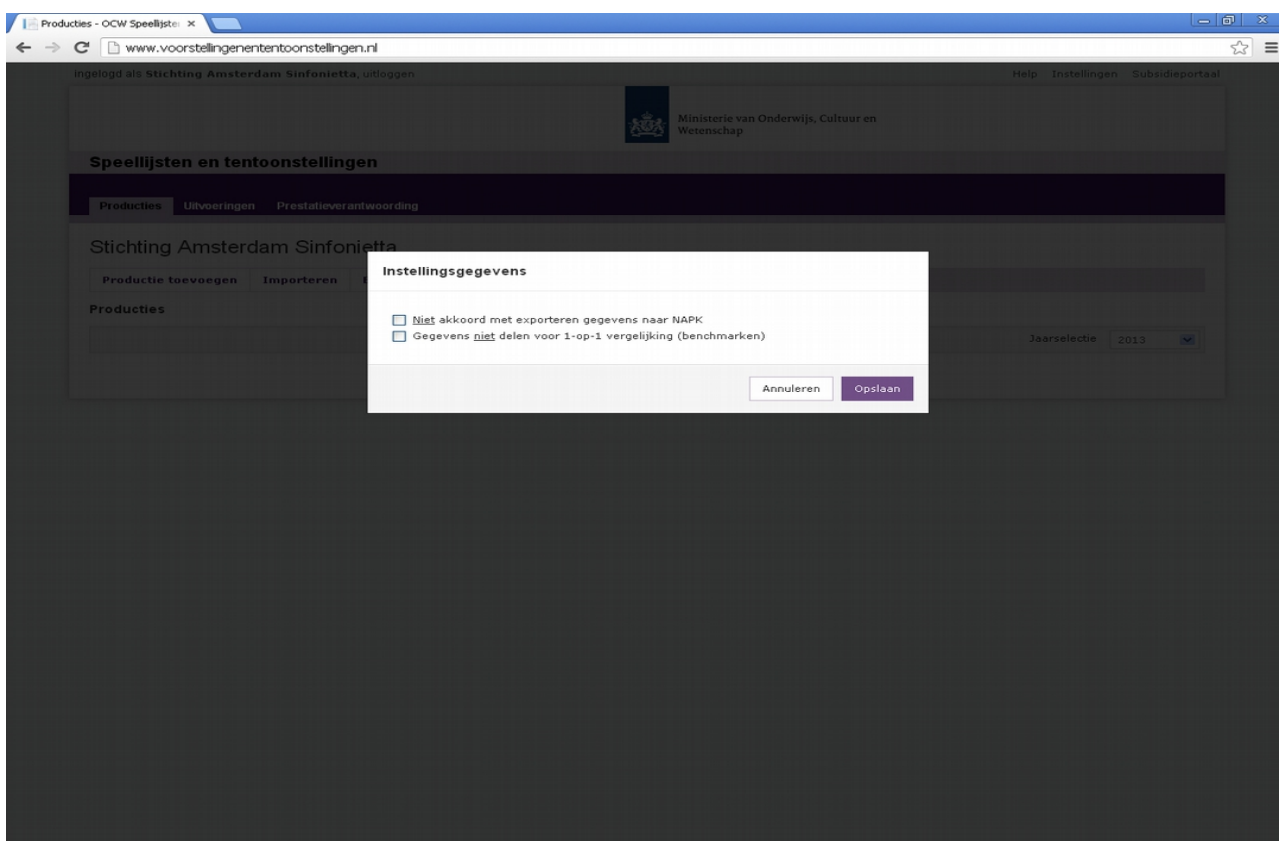 Producties - OCW Speellijste
www.voorstellingenententoonstellingen.nl
ingelogd als Stichting Amsterdam Sinfonietta, uitloggen
Help Instellingen Subsidieportaal
Ministerie van Onderwijs, Cultuur en
Wetenschap
Speellijsten en tentoonstellingen
Producties Uitvoeringen Prestatieverantwoording
Stichting Amsterdam Sinfonietta
Productie toevoegen Importeren
Producties
Jaarselectie 2013
Instellingsgegevens
Niet akkoord met exporteren gegevens naar NAPK
Gegevens niet delen voor 1-op-1 vergelijking (benchmarken)
Annuleren Opslaan